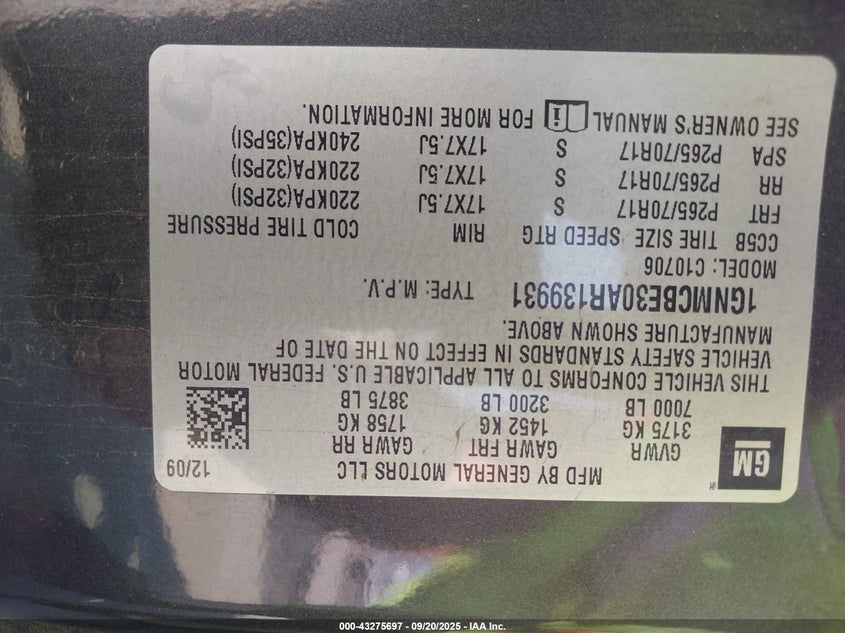 GM
MFD BY GENERAL MOTORS LLC 12/09
GVWR GAWR FRT GAWR RR
3175 KG 1452 KG 1758 KG
7000 LB 3200 LB 3875 LB
THIS VEHICLE CONFORMS TO ALL APPLICABLE U.S. FEDERAL MOTOR
VEHICLE SAFETY STANDARDS IN EFFECT ON THE DATE OF
MANUFACTURE SHOWN ABOVE.
1GNMCBE30AR139931 TYPE: M.P.V.
MODEL: C10706
CC5B TIRE SIZE SPEED RTG RIM COLD TIRE PRESSURE
FRT P265/70R17 S 17X7.5J 220KPA(32PSI)
RR P265/70R17 S 17X7.5J 220KPA(32PSI)
SPA P265/70R17 S 17X7.5J 240KPA(35PSI)
SEE OWNER'S MANUAL i FOR MORE INFORMATION.
000-43275697 - 09/20/2025 - IAA Inc.